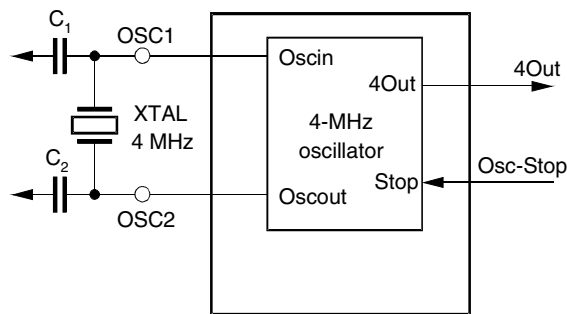 C1
OSC1
Oscin
4Out
4Out
XTAL
4 MHz
4-MHz
oscillator
C2
Stop
Osc-Stop
Oscout
OSC2